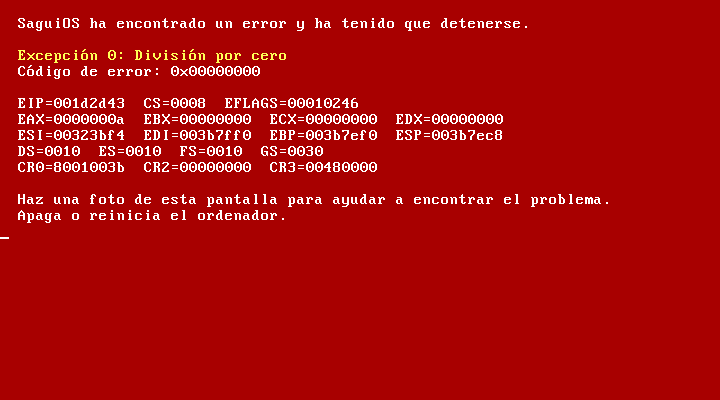 SaguiOS ha encontrado un error y ha tenido que detenerse.
Excepción 0: División por cero
Código de error: 0x00000000
EIP=001d2d43  CS=0008  EFLAGS=00010246
EAX=0000000a  EBX=00000000  ECX=00000000  EDX=00000000
ESI=00323bf4  EDI=003b7ff0  EBP=003b7ef0  ESP=003b7ec8
DS=0010  ES=0010  FS=0010  GS=0030
CR0=8001003b  CR2=00000000  CR3=00480000
Haz una foto de esta pantalla para ayudar a encontrar el problema.
Apaga o reinicia el ordenador.